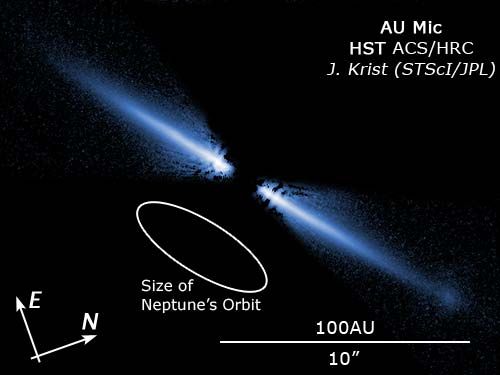 AU Mic
HST ACS/HRC
J. Krist (STScI/JPL)
Size of
Neptune's Orbit
E
N
100AU
10”